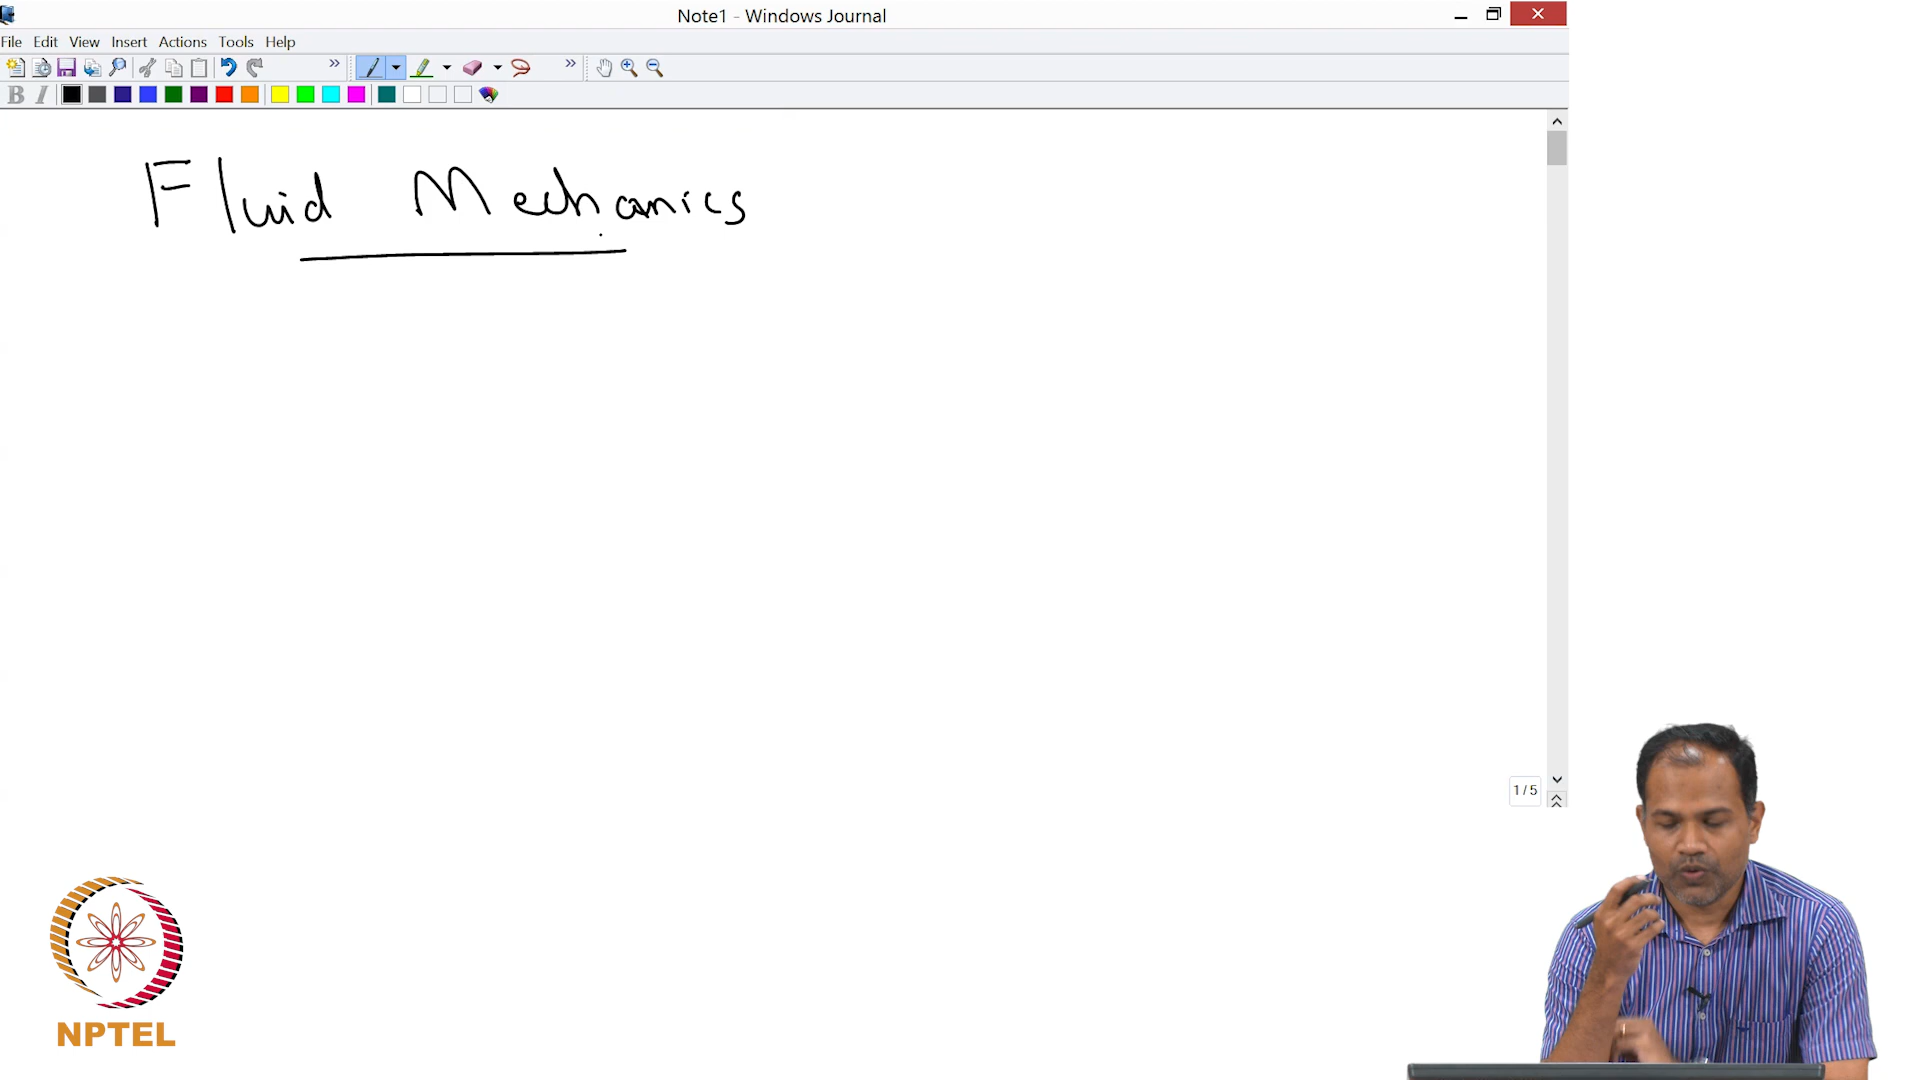 Note1 - Windows Journal
File Edit View Insert Actions Tools Help
B I
Fluid Mechanics
1 / 5
NPTEL